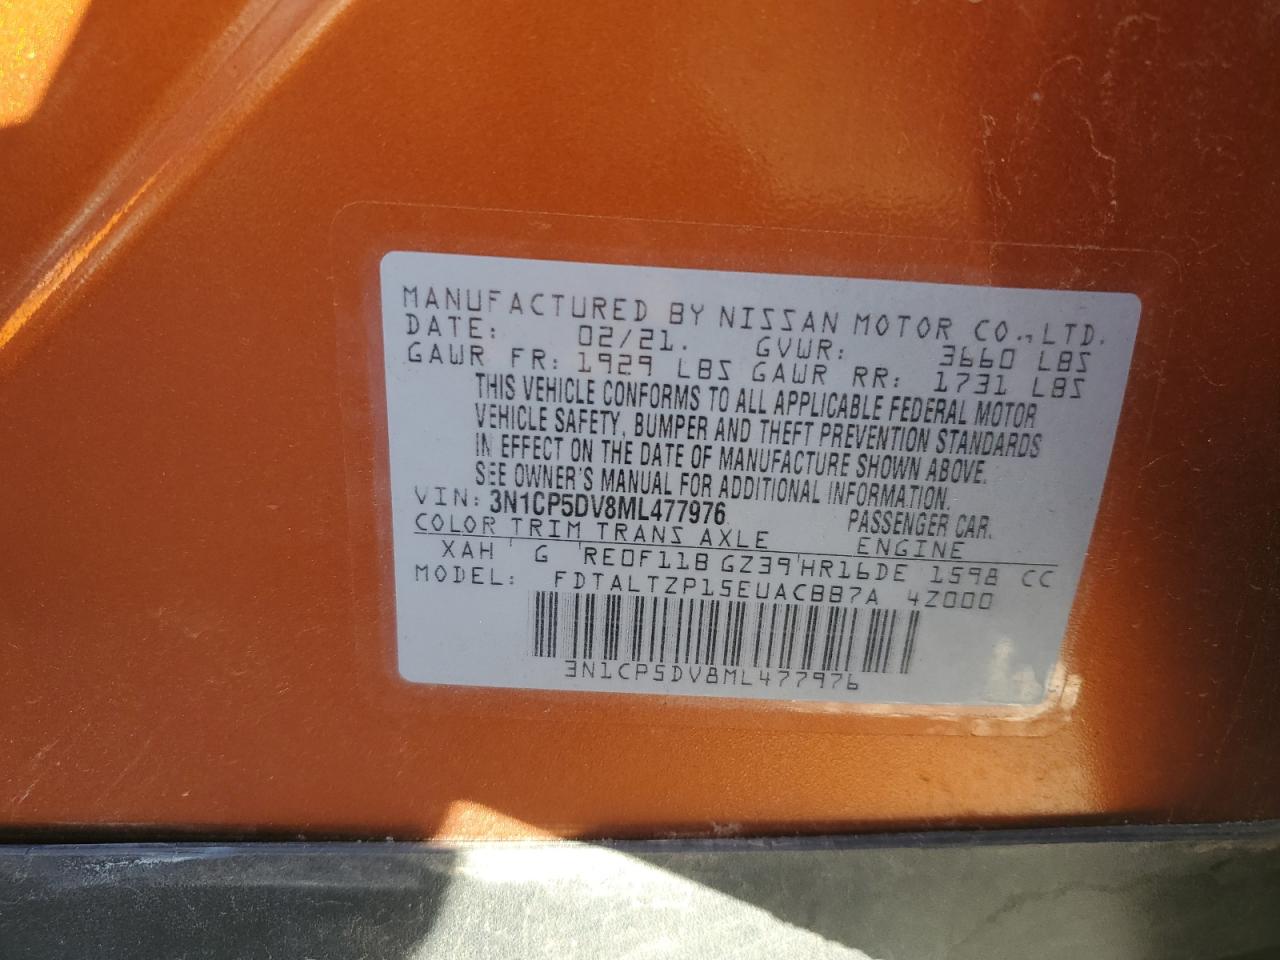 MANUFACTURED BY NISSAN MOTOR CO., LTD.
DATE: 02/21. GVWR: 3660 LBS
GAWR FR: 1929 LBS GAWR RR: 1731 LBS
THIS VEHICLE CONFORMS TO ALL APPLICABLE FEDERAL MOTOR
VEHICLE SAFETY, BUMPER AND THEFT PREVENTION STANDARDS
IN EFFECT ON THE DATE OF MANUFACTURE SHOWN ABOVE.
SEE OWNER'S MANUAL FOR ADDITIONAL INFORMATION.
VIN: 3N1CP5DV8ML477976 PASSENGER CAR.
COLOR TRIM TRANS AXLE ENGINE
XAH G RE0F11B GZ39 HR16DE 1598 CC
MODEL: FDTALTZP15EUACBB7A 4Z000
3N1CP5DV8ML477976